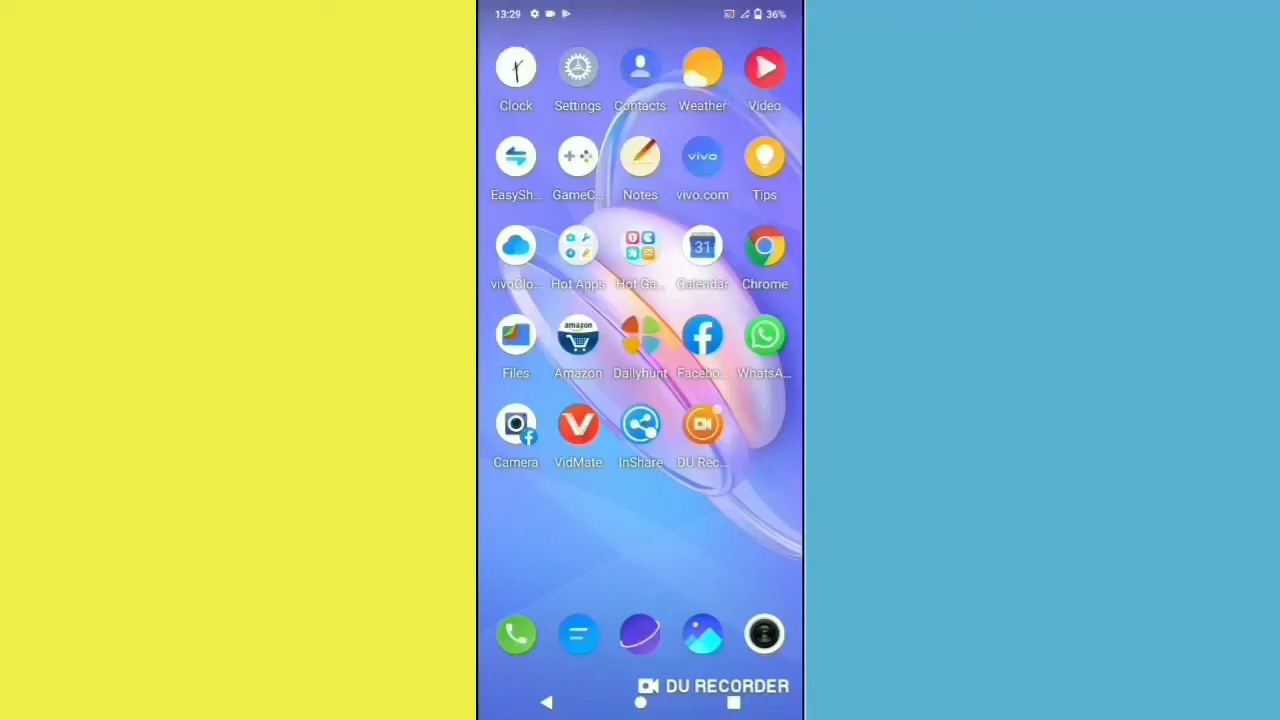 13:29 36%
Clock Settings Contacts Weather Video
vivo
EasySh... GameC... Notes vivo.com Tips
31
vivoClo... Hot Apps Hot Ga... Calendar Chrome
amazon
Files Amazon Dailyhunt Facebo... WhatsA...
Camera VidMate InShare DU Rec...
DU RECORDER